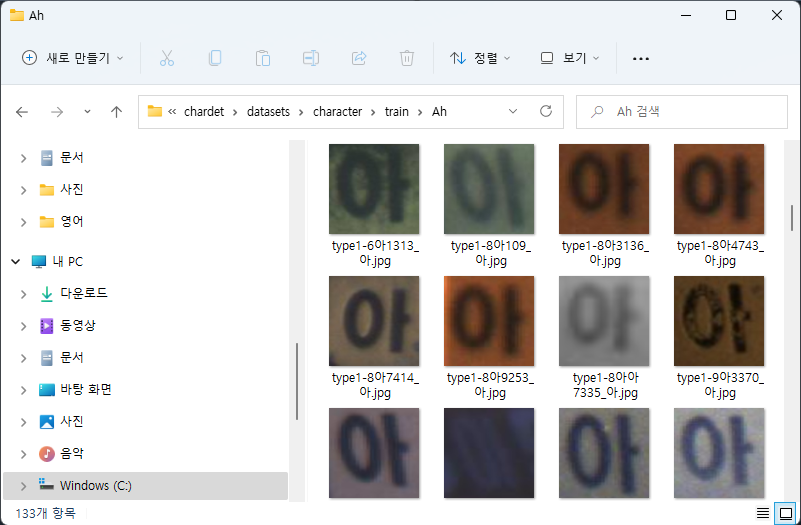 Ah
새로 만들기
정렬
보기
chardet > datasets > character > train > Ah
Ah 검색
문서
사진
영어
내 PC
다운로드
동영상
문서
바탕 화면
사진
음악
Windows (C:)
아
아
아
아
type1-6아1313_
아.jpg
type1-8아109_
아.jpg
type1-8아3136_
아.jpg
type1-8아4743_
아.jpg
아
아
아
아
type1-8아7414_
아.jpg
type1-8아9253_
아.jpg
type1-8아아
7335_아.jpg
type1-9아3370_
아.jpg
아
아
아
133개 항목